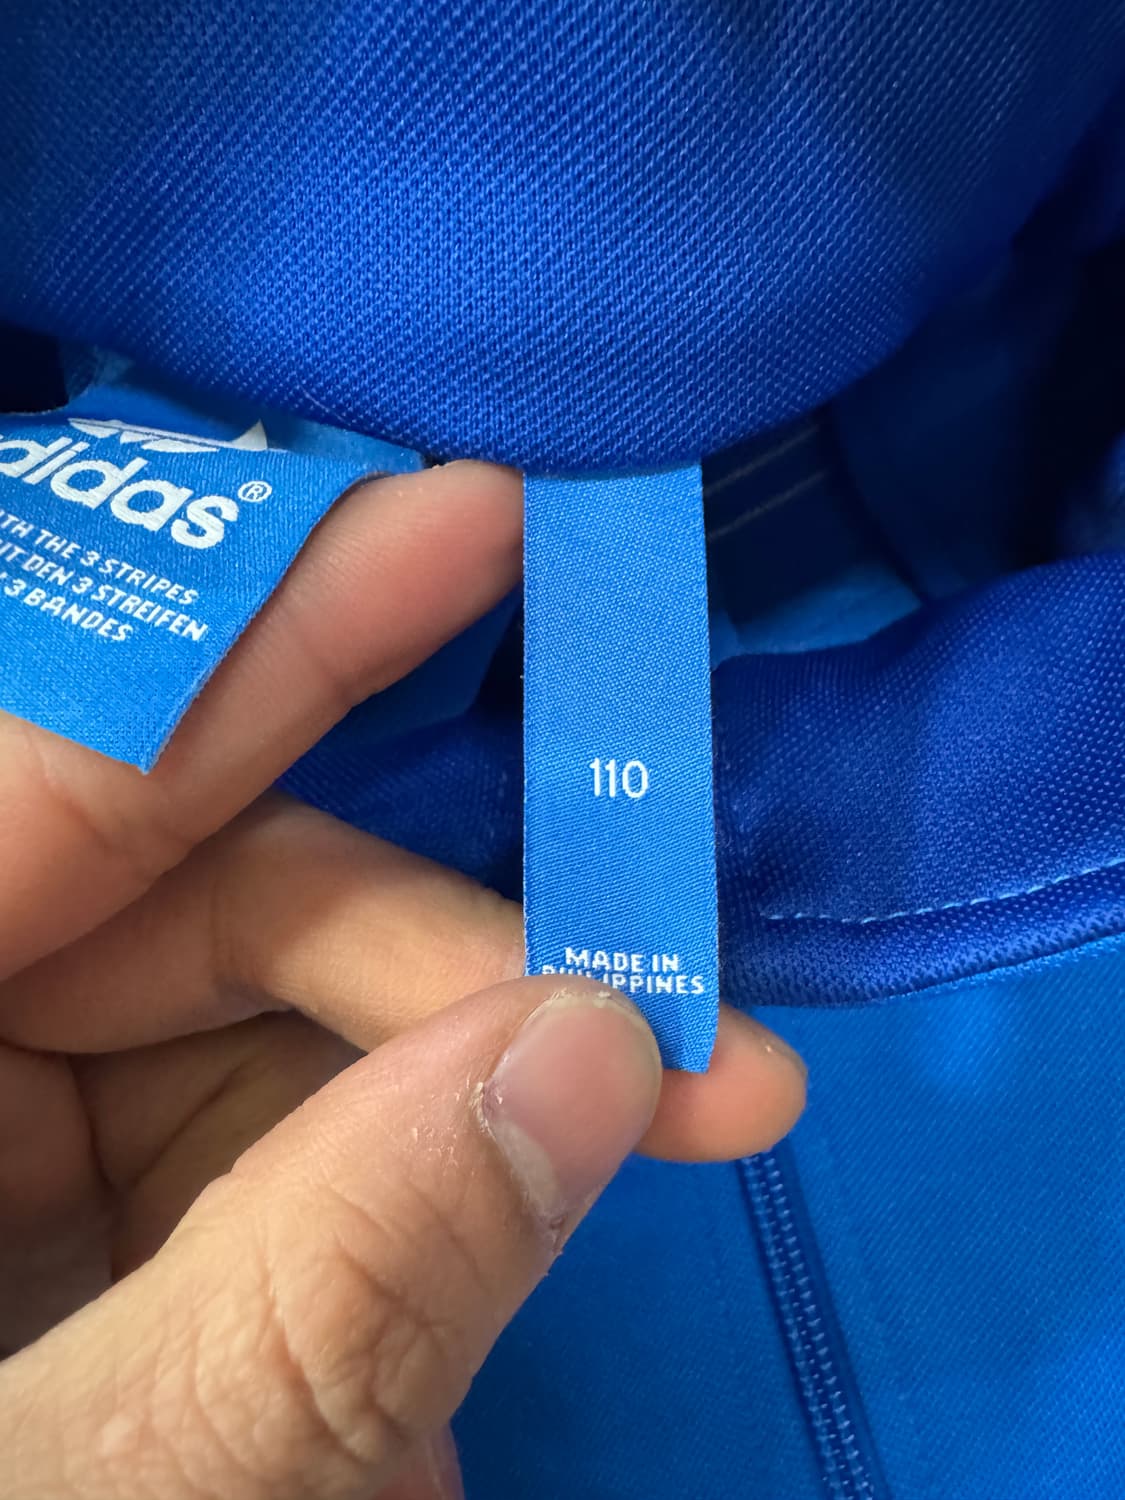 adidas®
THE 3 STRIPES
DEN 3 STREIFEN
3 BANDES
110
MADE IN
PHILIPPINES